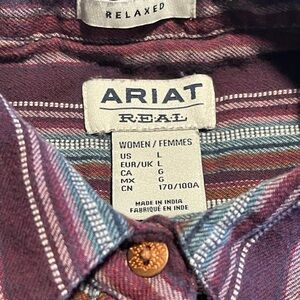 RELAXED
ARIAT
REAL
WOMEN / FEMMES
US L
EUR/UK L
CA G
MX G
CN 170/100A
MADE IN INDIA
FABRIQUÉ EN INDE